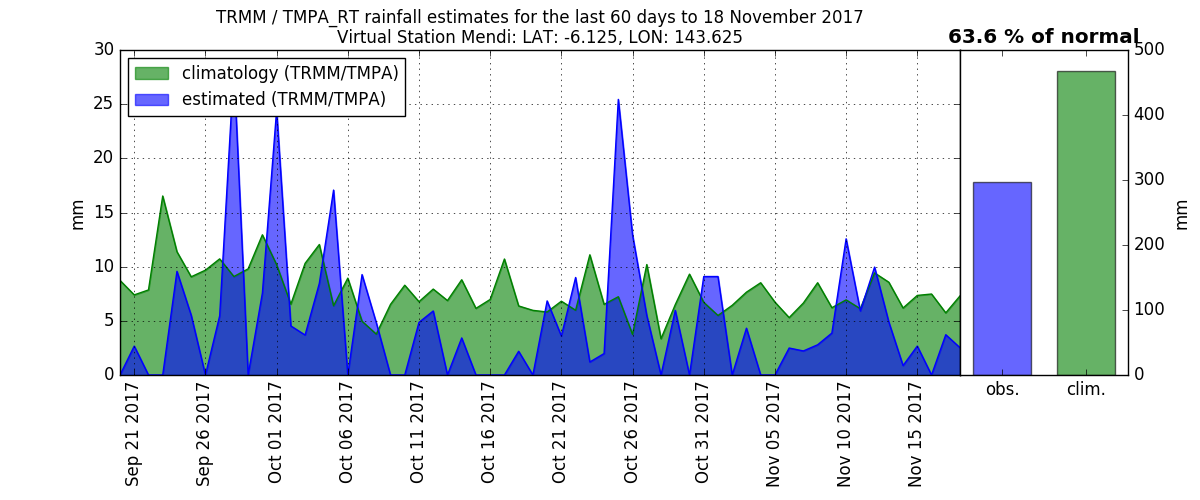 TRMM / TMPA_RT rainfall estimates for the last 60 days to 18 November 2017
Virtual Station Mendi: LAT: -6.125, LON: 143.625
63.6 % of normal
climatology (TRMM/TMPA)
estimated (TRMM/TMPA)
30
25
20
15
10
5
0
mm
500
400
300
200
100
0
mm
obs.
clim.
Sep 21 2017
Sep 26 2017
Oct 01 2017
Oct 06 2017
Oct 11 2017
Oct 16 2017
Oct 21 2017
Oct 26 2017
Oct 31 2017
Nov 05 2017
Nov 10 2017
Nov 15 2017